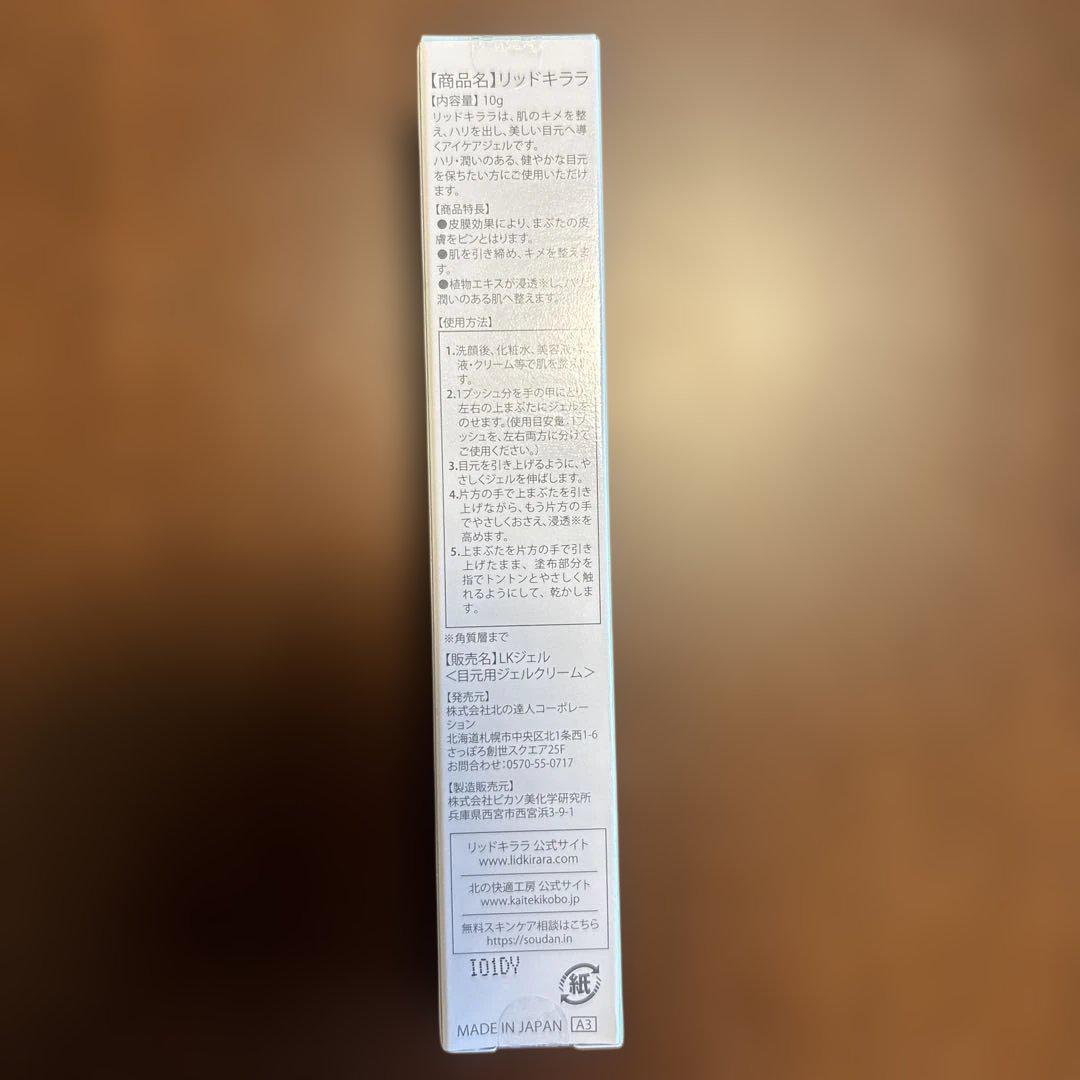 【商品名】リッドキララ
【内容量】10g
リッドキララは、肌のキメを整
え、ハリを出し、美しい目元へ導
くアイケアジェルです。
ハリ・潤いのある、健やかな目元
を保ちたい方にご使用いただけ
ます。
【商品特長】
●皮膜効果により、まぶたの皮
膚をピンとはります。
●肌を引き締め、キメを整えま
す。
●植物エキスが浸透※し、ハリ
潤いのある肌へ整えます。
【使用方法】
1.洗顔後、化粧水、美容液・
液・クリーム等で肌を整え
す。
2.1プッシュ分を手の甲にとり、
左右の上まぶたにジェルを
のせます。(使用目安量:1プ
ッシュを、左右両方に分けて
ご使用ください。)
3.目元を引き上げるように、や
さしくジェルを伸ばします。
4.片方の手で上まぶたを引き
上げながら、もう片方の手
でやさしくおさえ、浸透※を
高めます。
5.上まぶたを片方の手で引き
上げたまま、塗布部分を
指でトントンとやさしく触
れるようにして、乾かしま
す。
※角質層まで
【販売名】LKジェル
＜目元用ジェルクリーム＞
【発売元】
株式会社北の達人コーポレー
ション
北海道札幌市中央区北1条西1-6
さっぽろ創世スクエア25F
お問合わせ:0570-55-0717
【製造販売元】
株式会社ピカソ美化学研究所
兵庫県西宮市西宮浜3-9-1
リッドキララ 公式サイト
www.lidkirara.com
北の快適工房 公式サイト
www.kaitekikobo.jp
無料スキンケア相談はこちら
https://soudan.in
I01DY
紙
MADE IN JAPAN A3